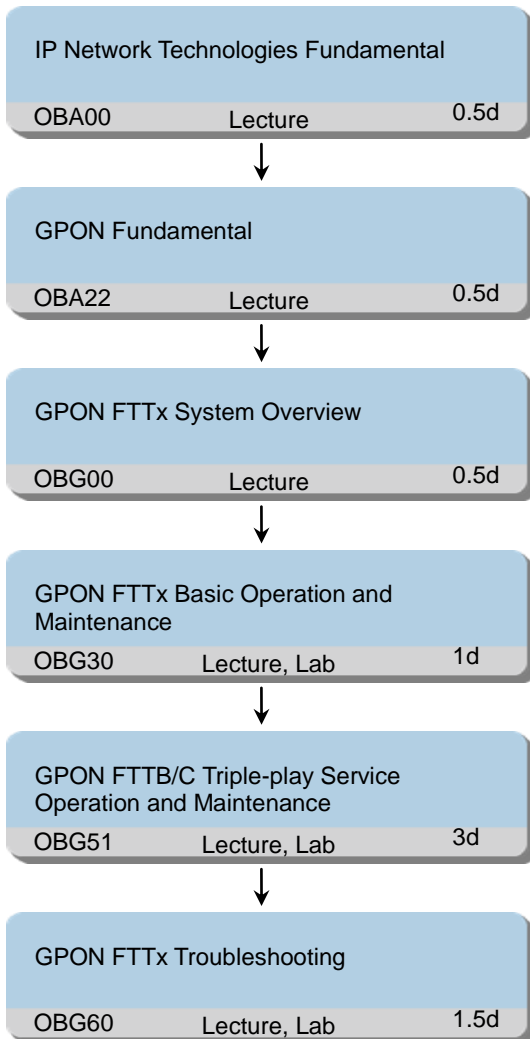 IP Network Technologies Fundamental
OBA00 Lecture 0.5d
GPON Fundamental
OBA22 Lecture 0.5d
GPON FTTx System Overview
OBG00 Lecture 0.5d
GPON FTTx Basic Operation and
Maintenance
OBG30 Lecture, Lab 1d
GPON FTTB/C Triple-play Service
Operation and Maintenance
OBG51 Lecture, Lab 3d
GPON FTTx Troubleshooting
OBG60 Lecture, Lab 1.5d